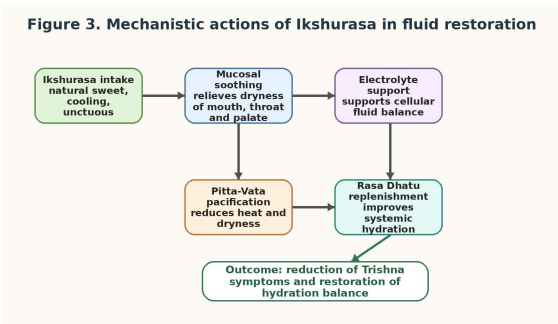 Figure 3. Mechanistic actions of Ikshurasa in fluid restoration
Ikshurasa intake
natural sweet,
cooling,
unctuous
Mucosal
soothing
relieves dryness
of mouth, throat
and palate
Electrolyte
support
supports cellular
fluid balance
Pitta-Vata
pacification
reduces heat and
dryness
Rasa Dhatu
replenishment
improves
systemic
hydration
Outcome: reduction of Trishna
symptoms and restoration of
hydration balance